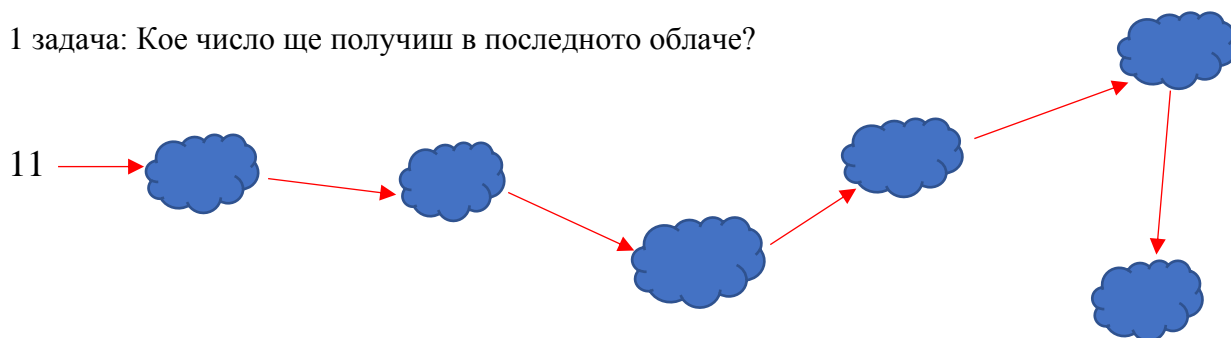 1 задача: Кое число ще получиш в последното облаче?
11